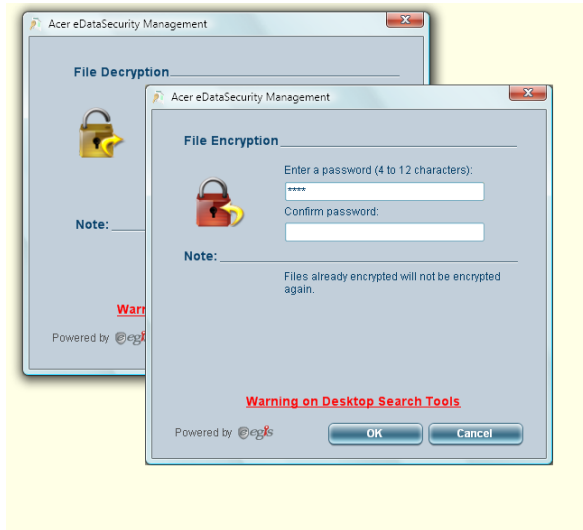 Acer eDataSecurity Management
File Decryption
Note:
Warn
Powered by egis
Acer eDataSecurity Management
File Encryption
Enter a password (4 to 12 characters):
****
Confirm password:
Note:
Files already encrypted will not be encrypted
again.
Warning on Desktop Search Tools
Powered by egis
OK
Cancel